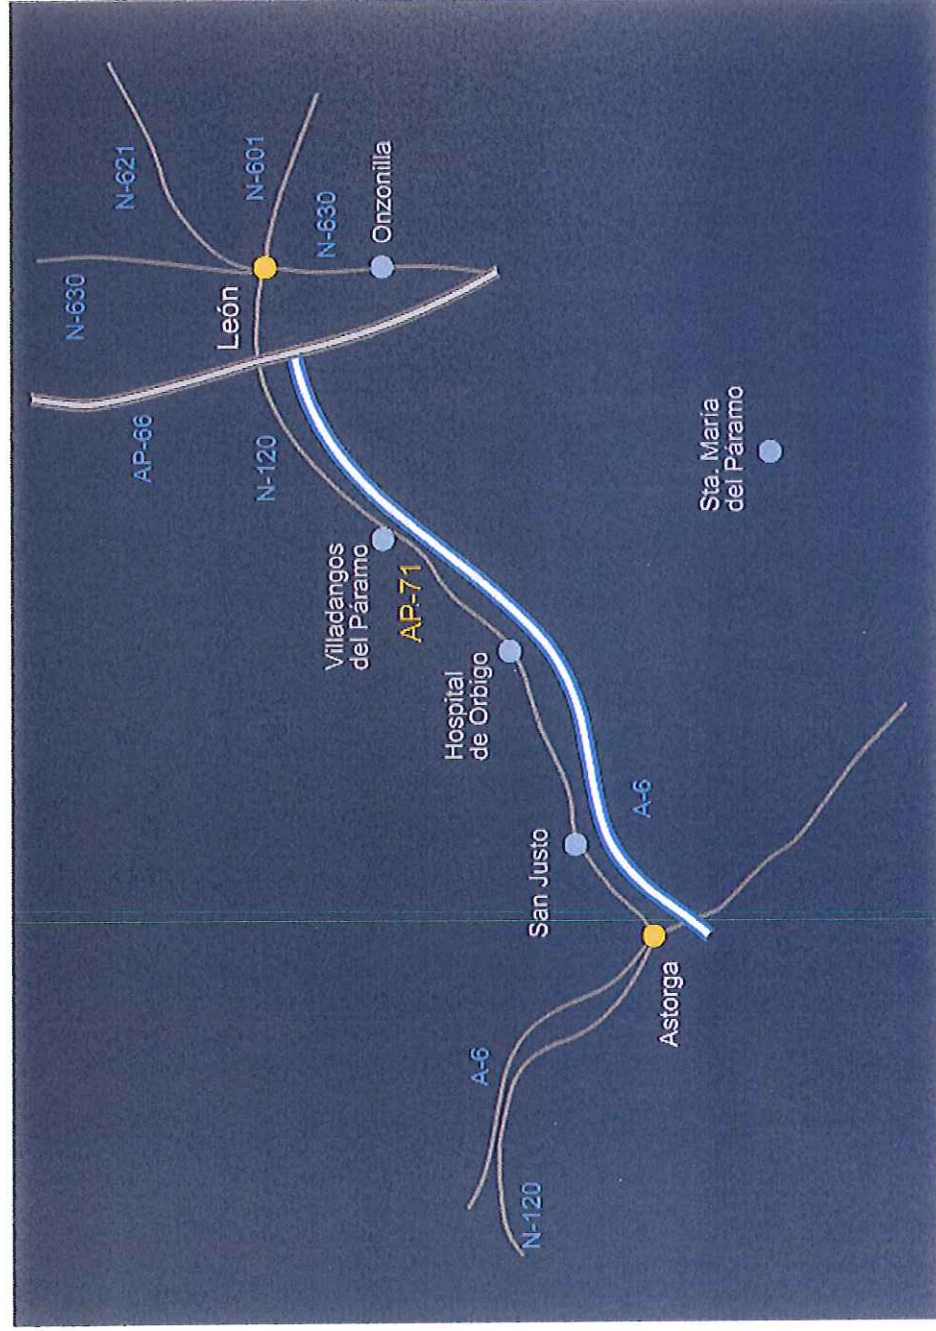 N-630
N-621
AP-66
León
N-601
N-120
N-630
Villadangos
del Páramo
Onzonilla
AP-71
Hospital
de Orbigo
A-6
N-120
San Justo
A-6
Astorga
Sta. María
del Páramo